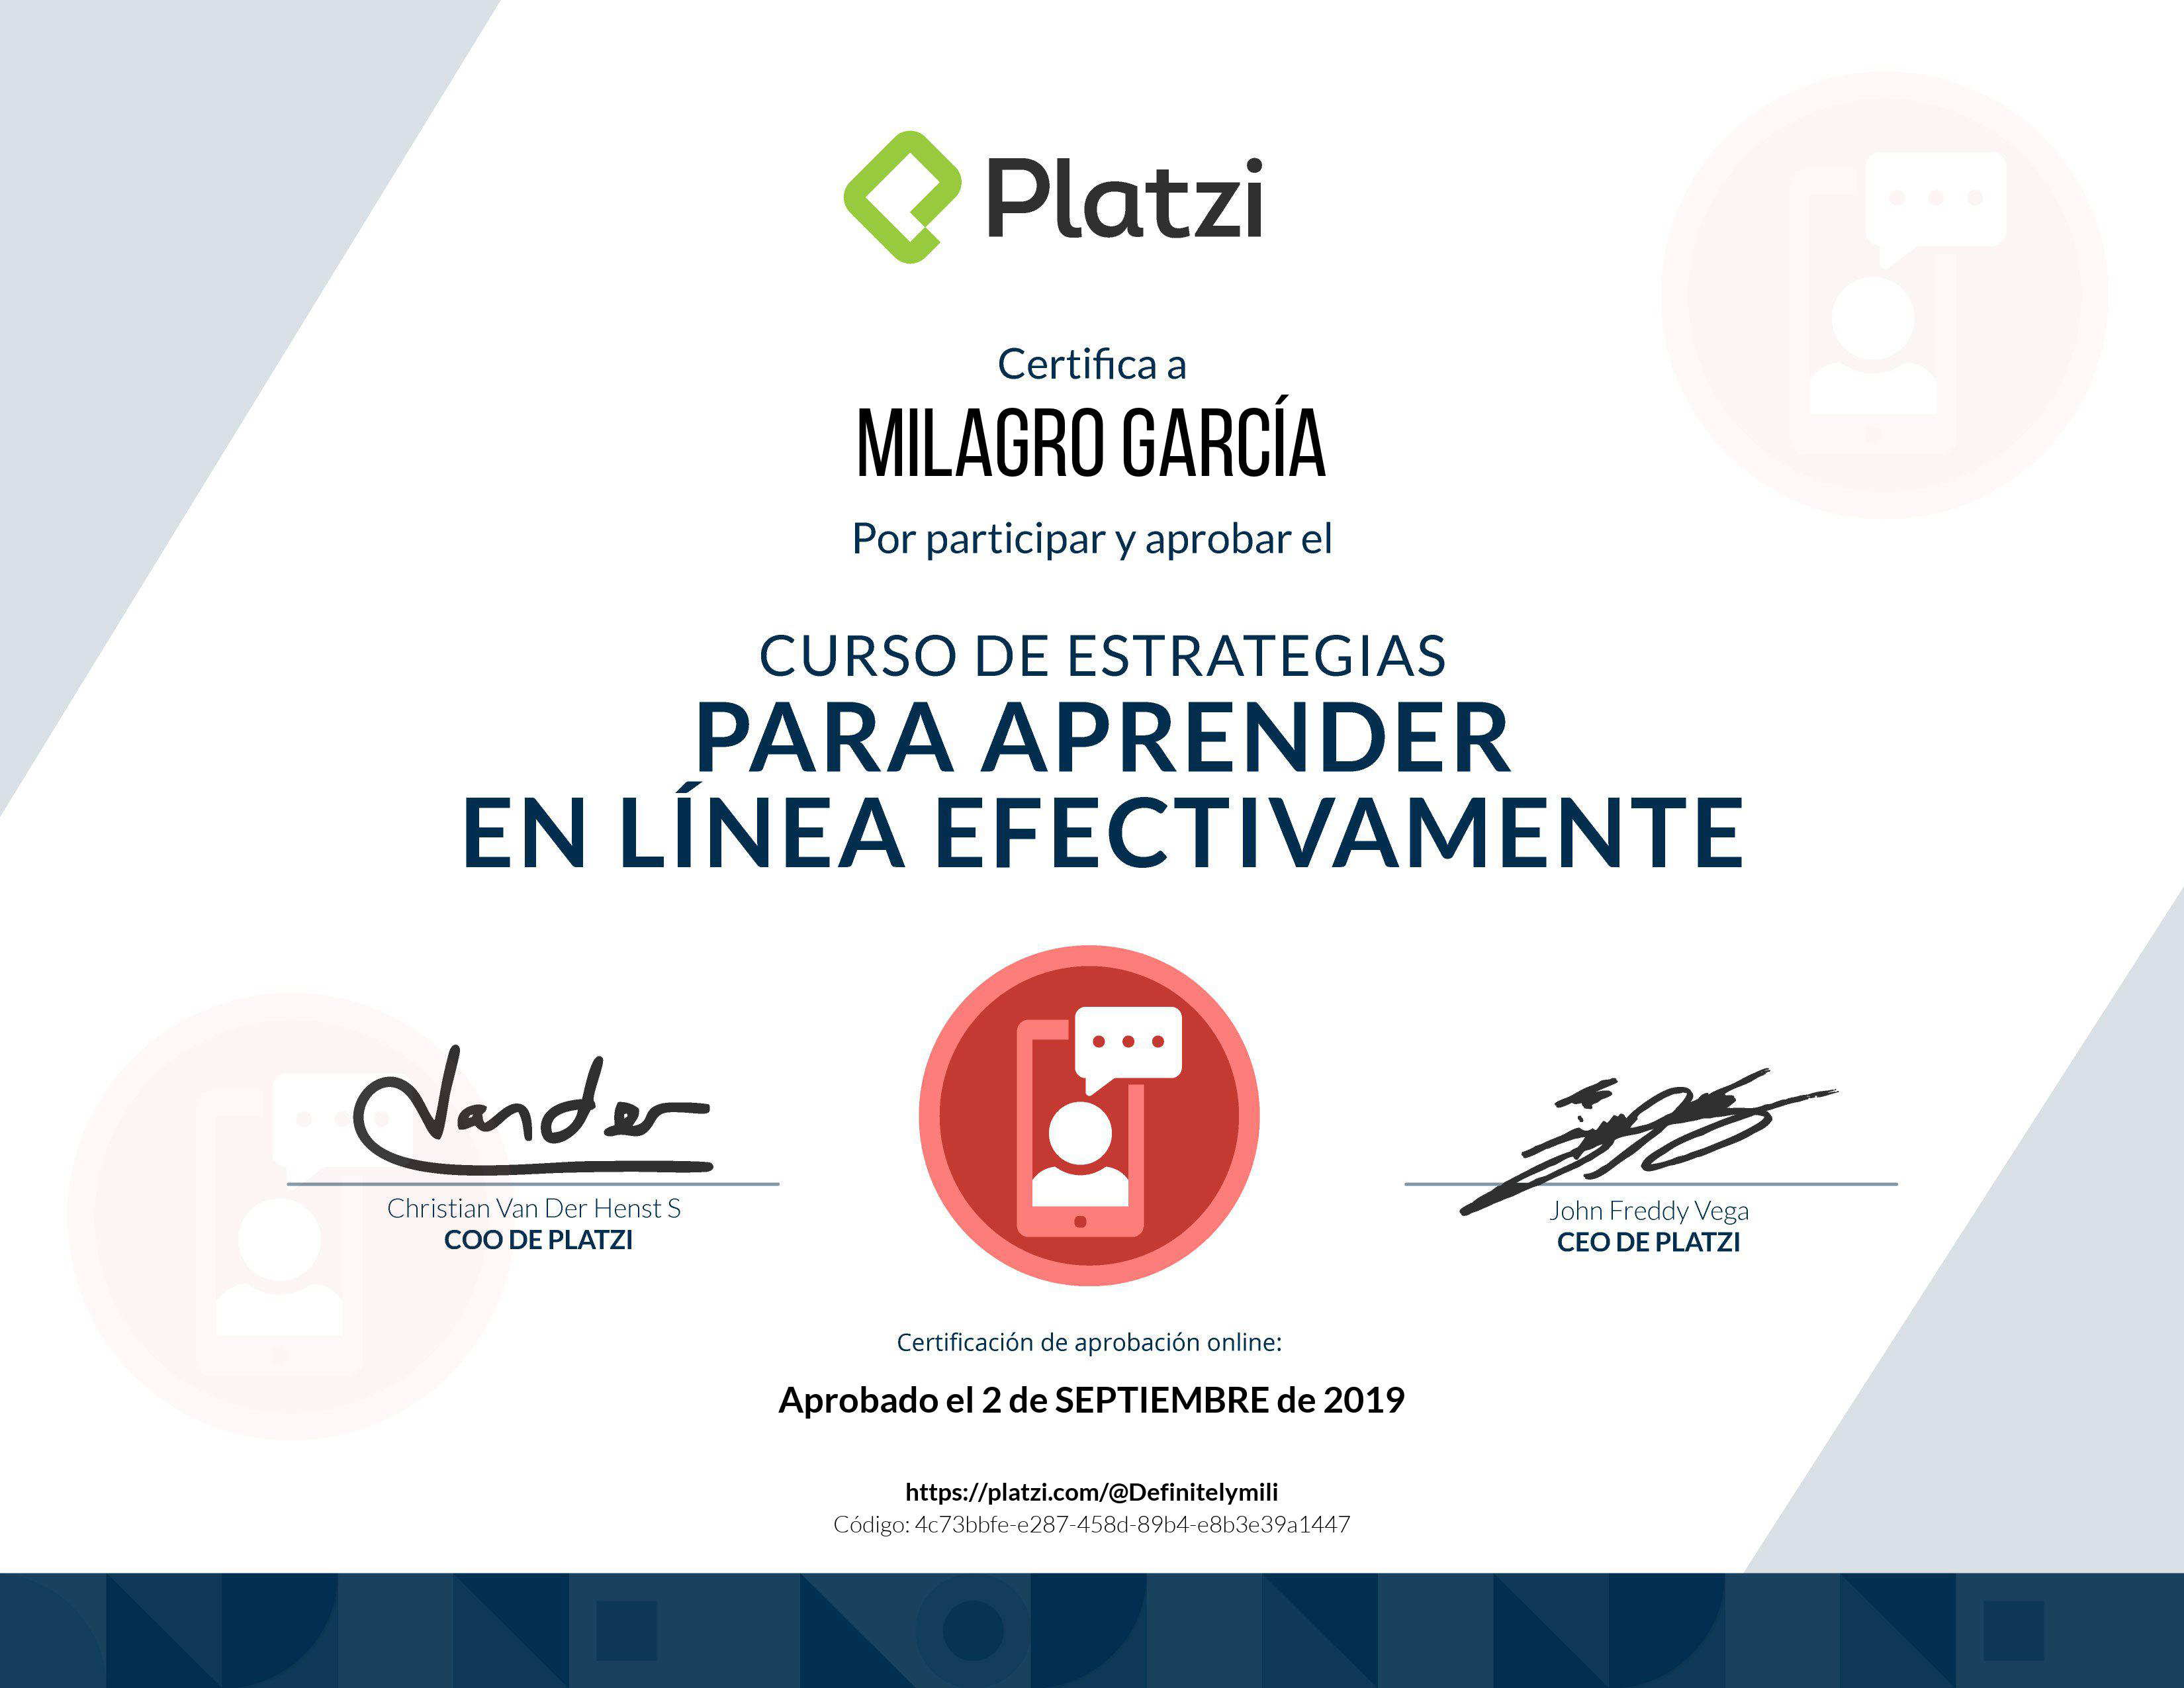 Platzi
Certifica a
MILAGRO GARCÍA
Por participar y aprobar el
CURSO DE ESTRATEGIAS
PARA APRENDER
EN LÍNEA EFECTIVAMENTE
Vander
Christian Van Der Henst S
COO DE PLATZI
John Freddy Vega
CEO DE PLATZI
Certificación de aprobación online:
Aprobado el 2 de SEPTIEMBRE de 2019
https://platzi.com/@Definitelymili
Código: 4c73bbfe-e287-458d-89b4-e8b3e39a1447